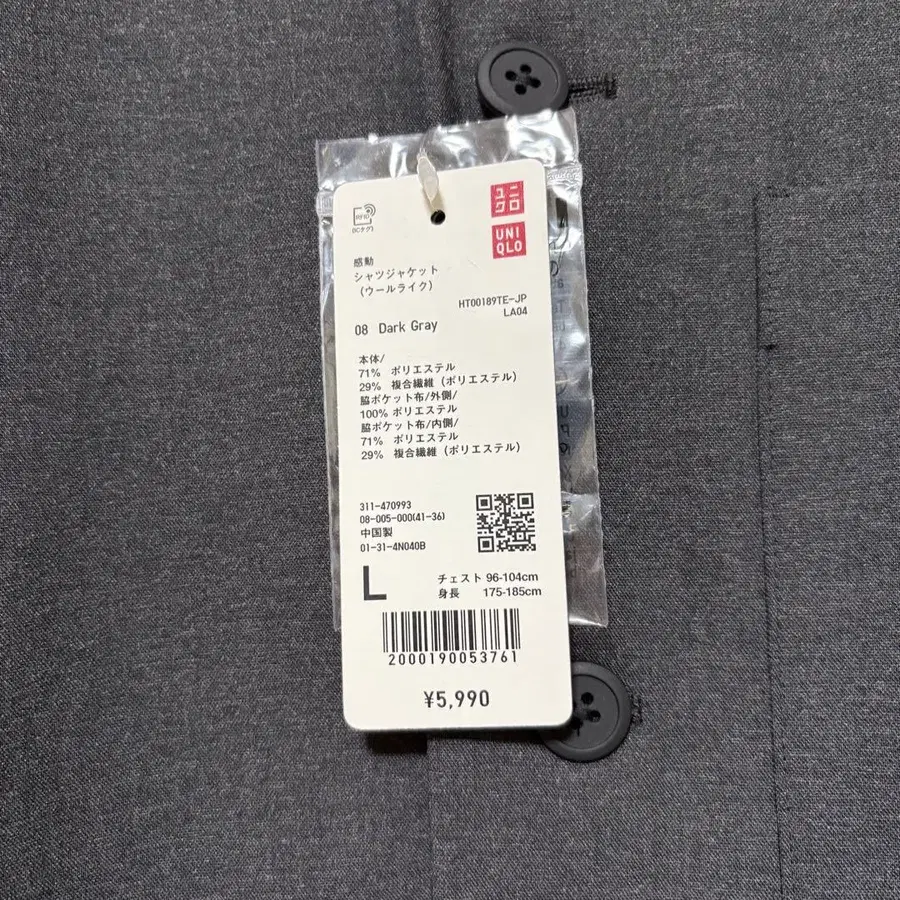 RFID
(ICタグ)
ユニ
クロ
UNI
QLO
感動
シャツジャケット
(ウールライク)
HT00189TE-JP
LA04
08 Dark Gray
本体/
71% ポリエステル
29% 複合繊維(ポリエステル)
脇ポケット布/外側/
100% ポリエステル
脇ポケット布/内側/
71% ポリエステル
29% 複合繊維(ポリエステル)
311-470993
08-005-000(41-36)
中国製
01-31-4N040B
L
チェスト 96-104cm
身長 175-185cm
2000190053761
¥5,990